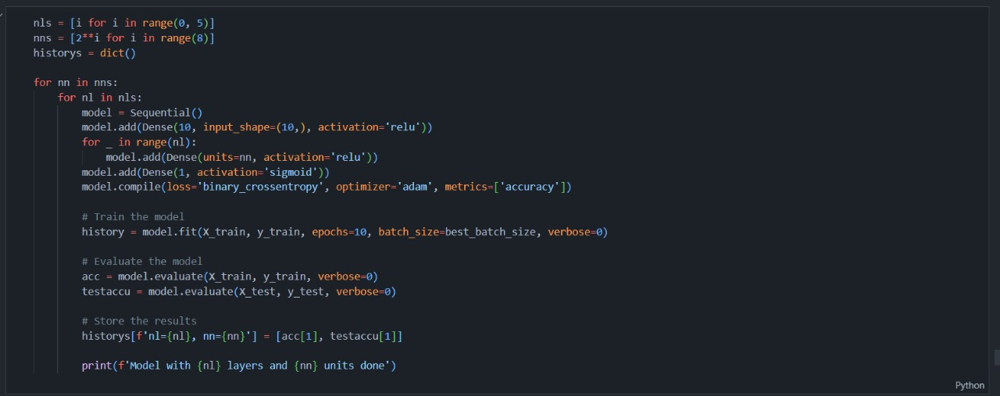 nls = [i for i in range(0, 5)]
nns = [2**i for i in range(8)]
historys = dict()
for nn in nns:
for nl in nls:
model = Sequential()
model.add(Dense(10, input_shape=(10,), activation='relu'))
for _ in range(nl):
model.add(Dense(units=nn, activation='relu'))
model.add(Dense(1, activation='sigmoid'))
model.compile(loss='binary_crossentropy', optimizer='adam', metrics=['accuracy'])
# Train the model
history = model.fit(X_train, y_train, epochs=10, batch_size=best_batch_size, verbose=0)
# Evaluate the model
acc = model.evaluate(X_train, y_train, verbose=0)
testaccu = model.evaluate(X_test, y_test, verbose=0)
# Store the results
historys[f'nl={nl}, nn={nn}'] = [acc[1], testaccu[1]]
print(f'Model with {nl} layers and {nn} units done')
Python